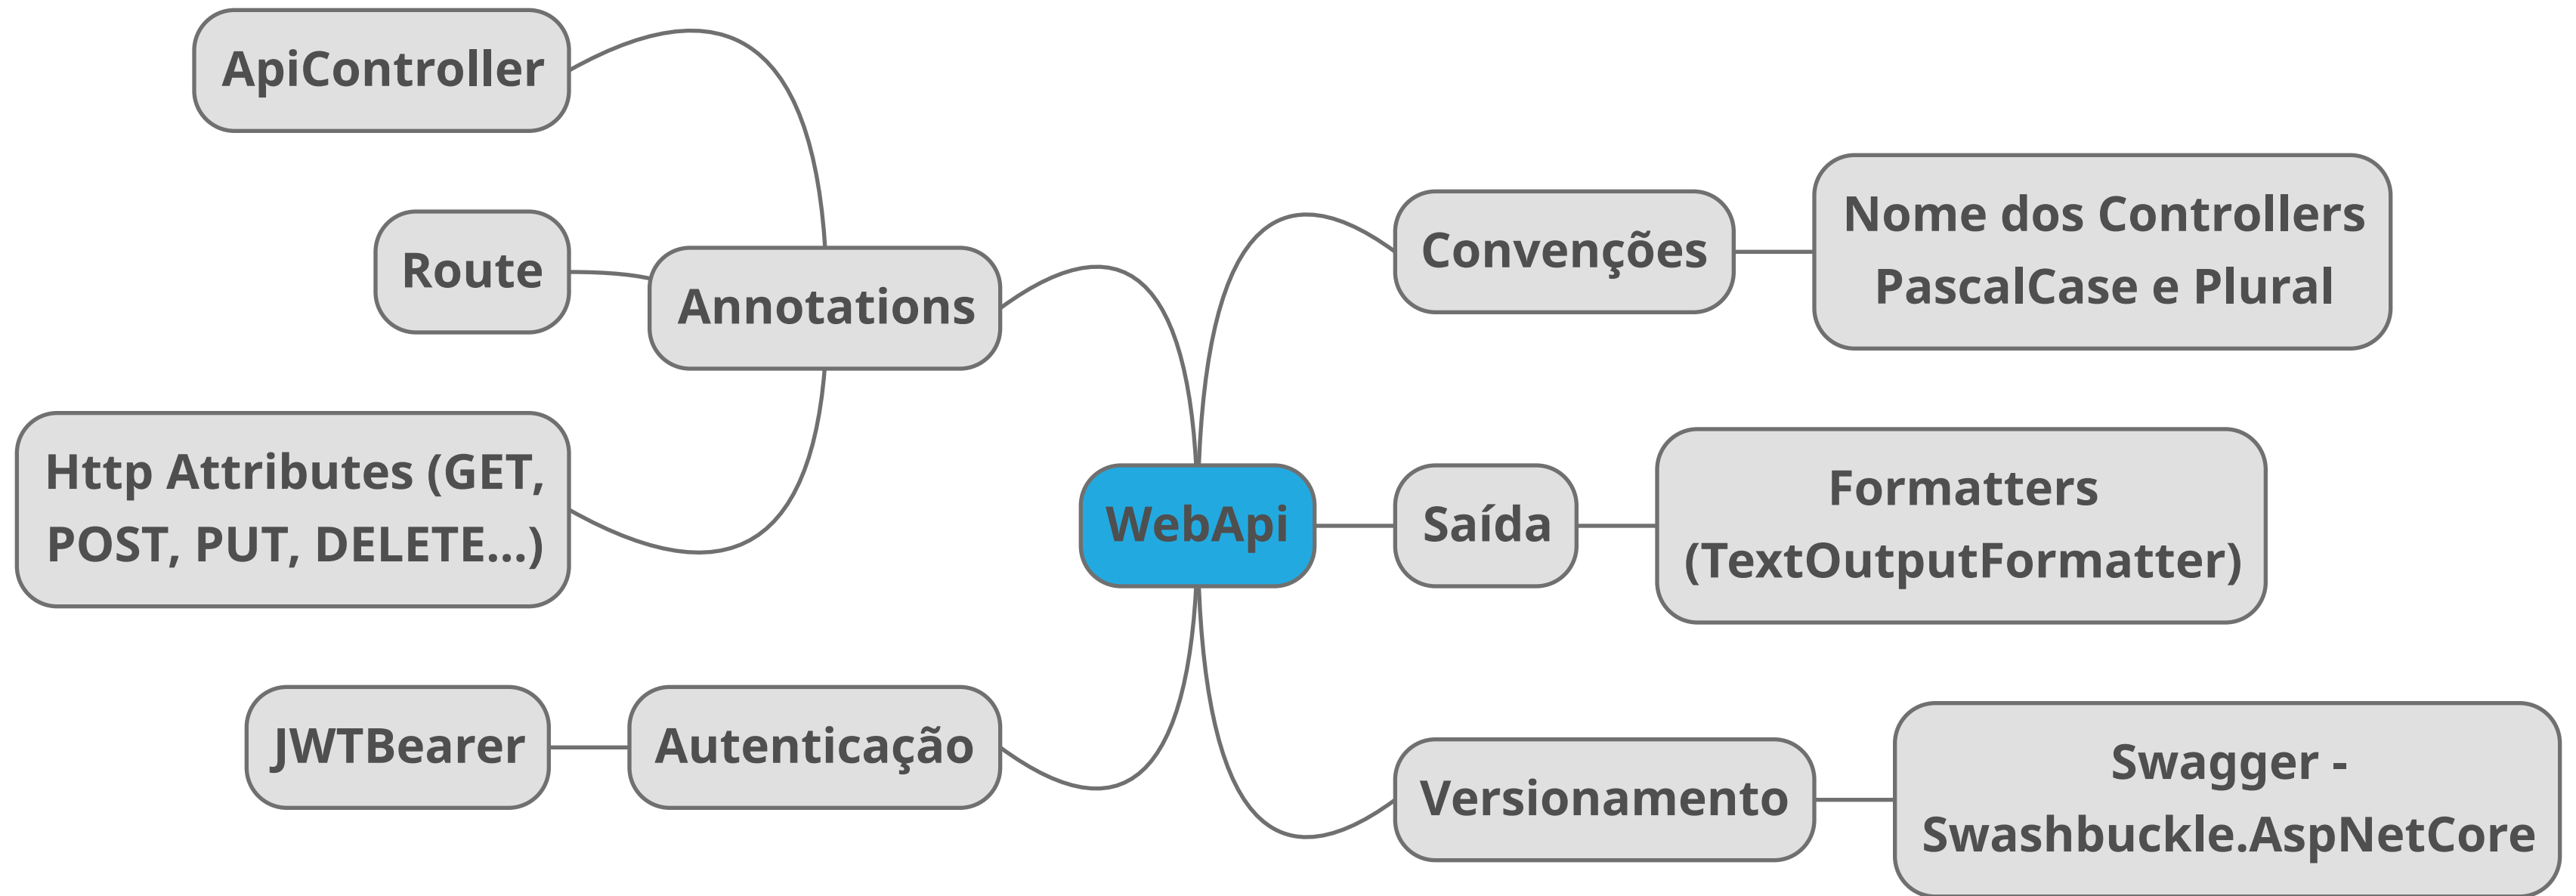 ApiController
Route
Annotations
Http Attributes (GET,
POST, PUT, DELETE...)
JWTBearer
Autenticação
WebApi
Convenções
Nome dos Controllers
PascalCase e Plural
Saída
Formatters
(TextOutputFormatter)
Versionamento
Swagger -
Swashbuckle.AspNetCore